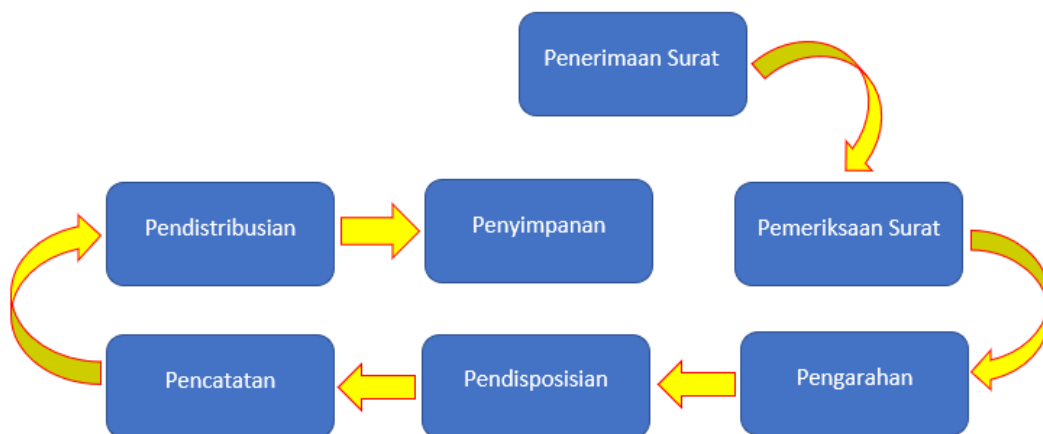 Penerimaan Surat
Pendistribusian
Penyimpanan
Pemeriksaan Surat
Pencatatan
Pendisposisian
Pengarahan